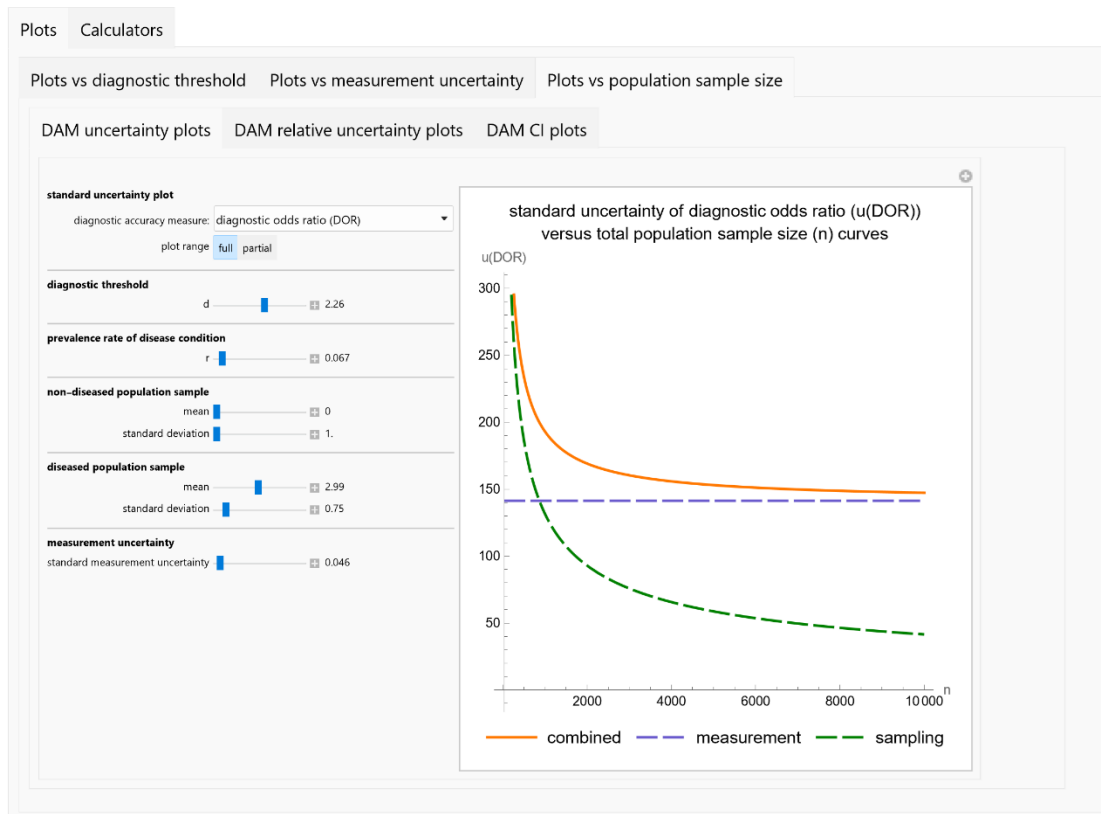 Plots Calculators
Plots vs diagnostic threshold Plots vs measurement uncertainty Plots vs population sample size
DAM uncertainty plots DAM relative uncertainty plots DAM CI plots
standard uncertainty plot
diagnostic accuracy measure: diagnostic odds ratio (DOR)
plot range full partial
diagnostic threshold
d 2.26
prevalence rate of disease condition
r 0.067
non-diseased population sample
mean 0
standard deviation 1.
diseased population sample
mean 2.99
standard deviation 0.75
measurement uncertainty
standard measurement uncertainty 0.046
standard uncertainty of diagnostic odds ratio (u(DOR))
versus total population sample size (n) curves
u(DOR)
300
250
200
150
100
50
2000 4000 6000 8000 10000 n
combined measurement sampling